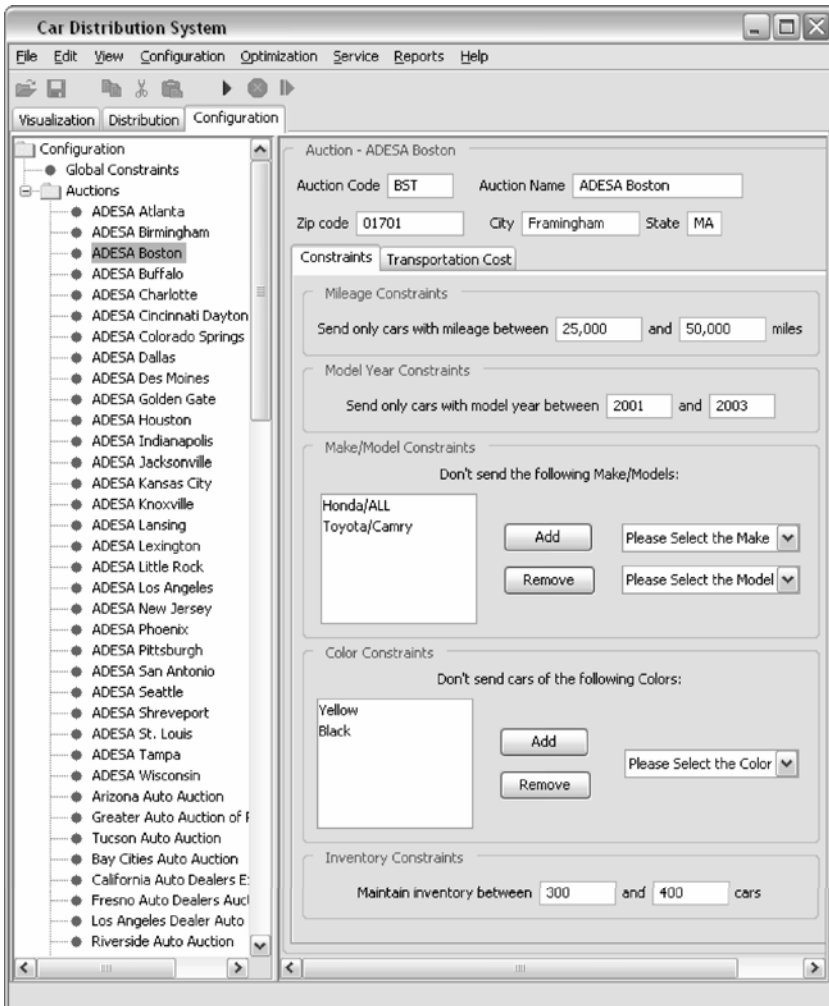 Car Distribution System
File Edit View Configuration Optimization Service Reports Help
Visualization Distribution Configuration
Configuration
Global Constraints
Auctions
ADESA Atlanta
ADESA Birmingham
ADESA Boston
ADESA Buffalo
ADESA Charlotte
ADESA Cincinnati Dayton
ADESA Colorado Springs
ADESA Dallas
ADESA Des Moines
ADESA Golden Gate
ADESA Houston
ADESA Indianapolis
ADESA Jacksonville
ADESA Kansas City
ADESA Knoxville
ADESA Lansing
ADESA Lexington
ADESA Little Rock
ADESA Los Angeles
ADESA New Jersey
ADESA Phoenix
ADESA Pittsburgh
ADESA San Antonio
ADESA Seattle
ADESA Shreveport
ADESA St. Louis
ADESA Tampa
ADESA Wisconsin
Arizona Auto Auction
Greater Auto Auction of
Tucson Auto Auction
Bay Cities Auto Auction
California Auto Dealers
Fresno Auto Dealers
Los Angeles Dealer Auto
Riverside Auto Auction
Auction - ADESA Boston
Auction Code BST Auction Name ADESA Boston
Zip code 01701 City Framingham State MA
Constraints Transportation Cost
Mileage Constraints
Send only cars with mileage between 25,000 and 50,000 miles
Model Year Constraints
Send only cars with model year between 2001 and 2003
Make/Model Constraints
Don't send the following Make/Models:
Honda/ALL
Toyota/Camry
Add Please Select the Make
Remove Please Select the Model
Color Constraints
Don't send cars of the following Colors:
Yellow
Black
Add
Please Select the Color
Remove
Inventory Constraints
Maintain inventory between 300 and 400 cars